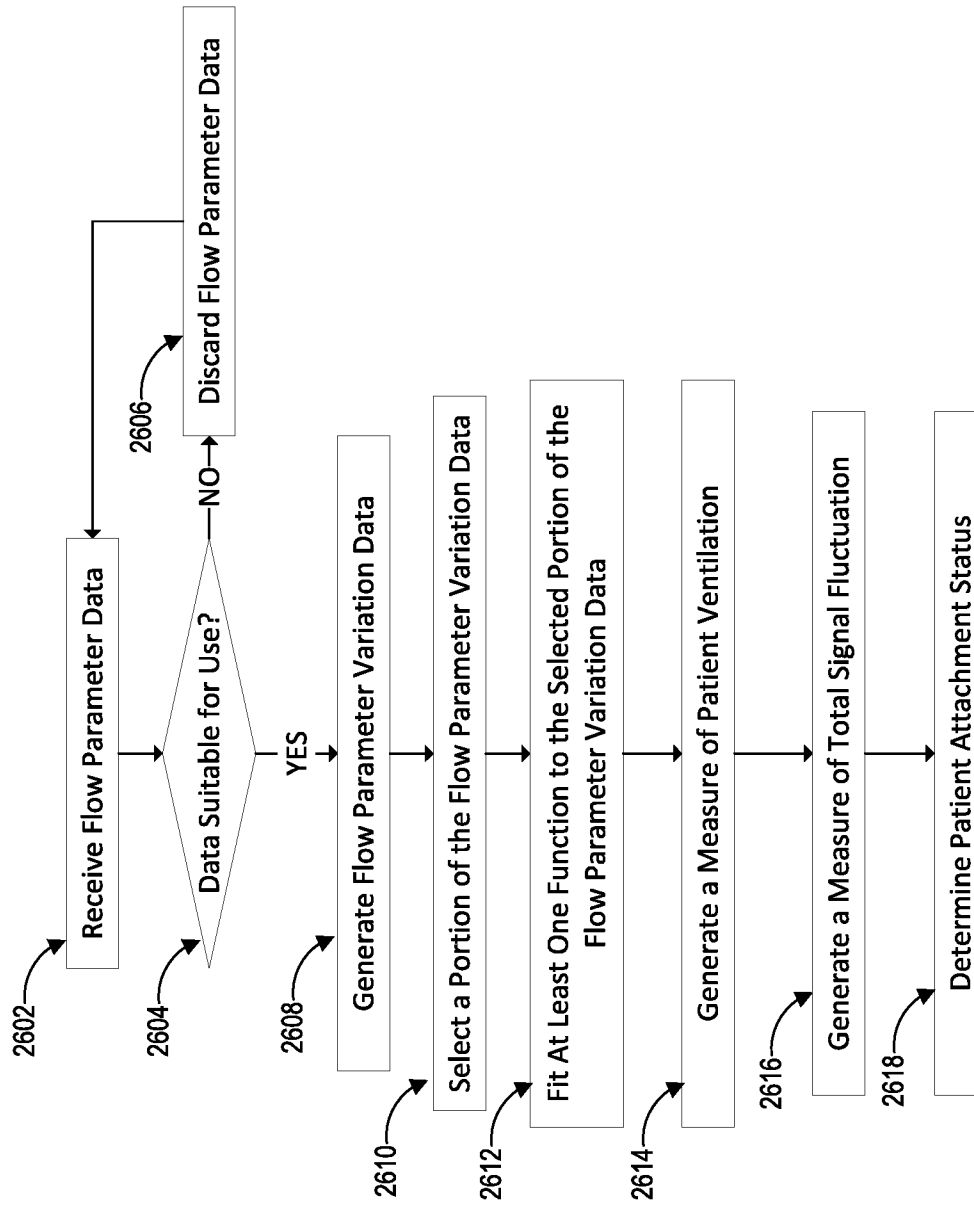 2602
Receive Flow Parameter Data
2604
Data Suitable for Use?
NO
2606
Discard Flow Parameter Data
YES
2608
Generate Flow Parameter Variation Data
2610
Select a Portion of the Flow Parameter Variation Data
2612
Fit At Least One Function to the Selected Portion of the
Flow Parameter Variation Data
2614
Generate a Measure of Patient Ventilation
2616
Generate a Measure of Total Signal Fluctuation
2618
Determine Patient Attachment Status